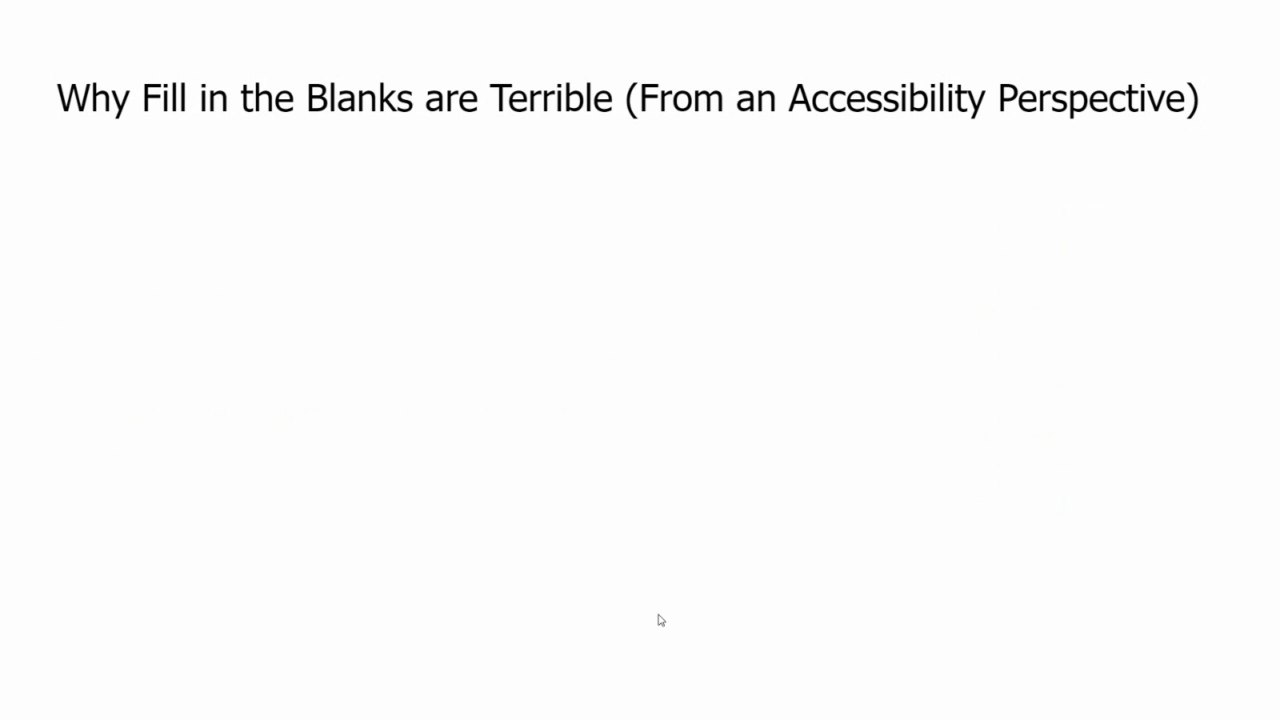 Why Fill in the Blanks are Terrible (From an Accessibility Perspective)